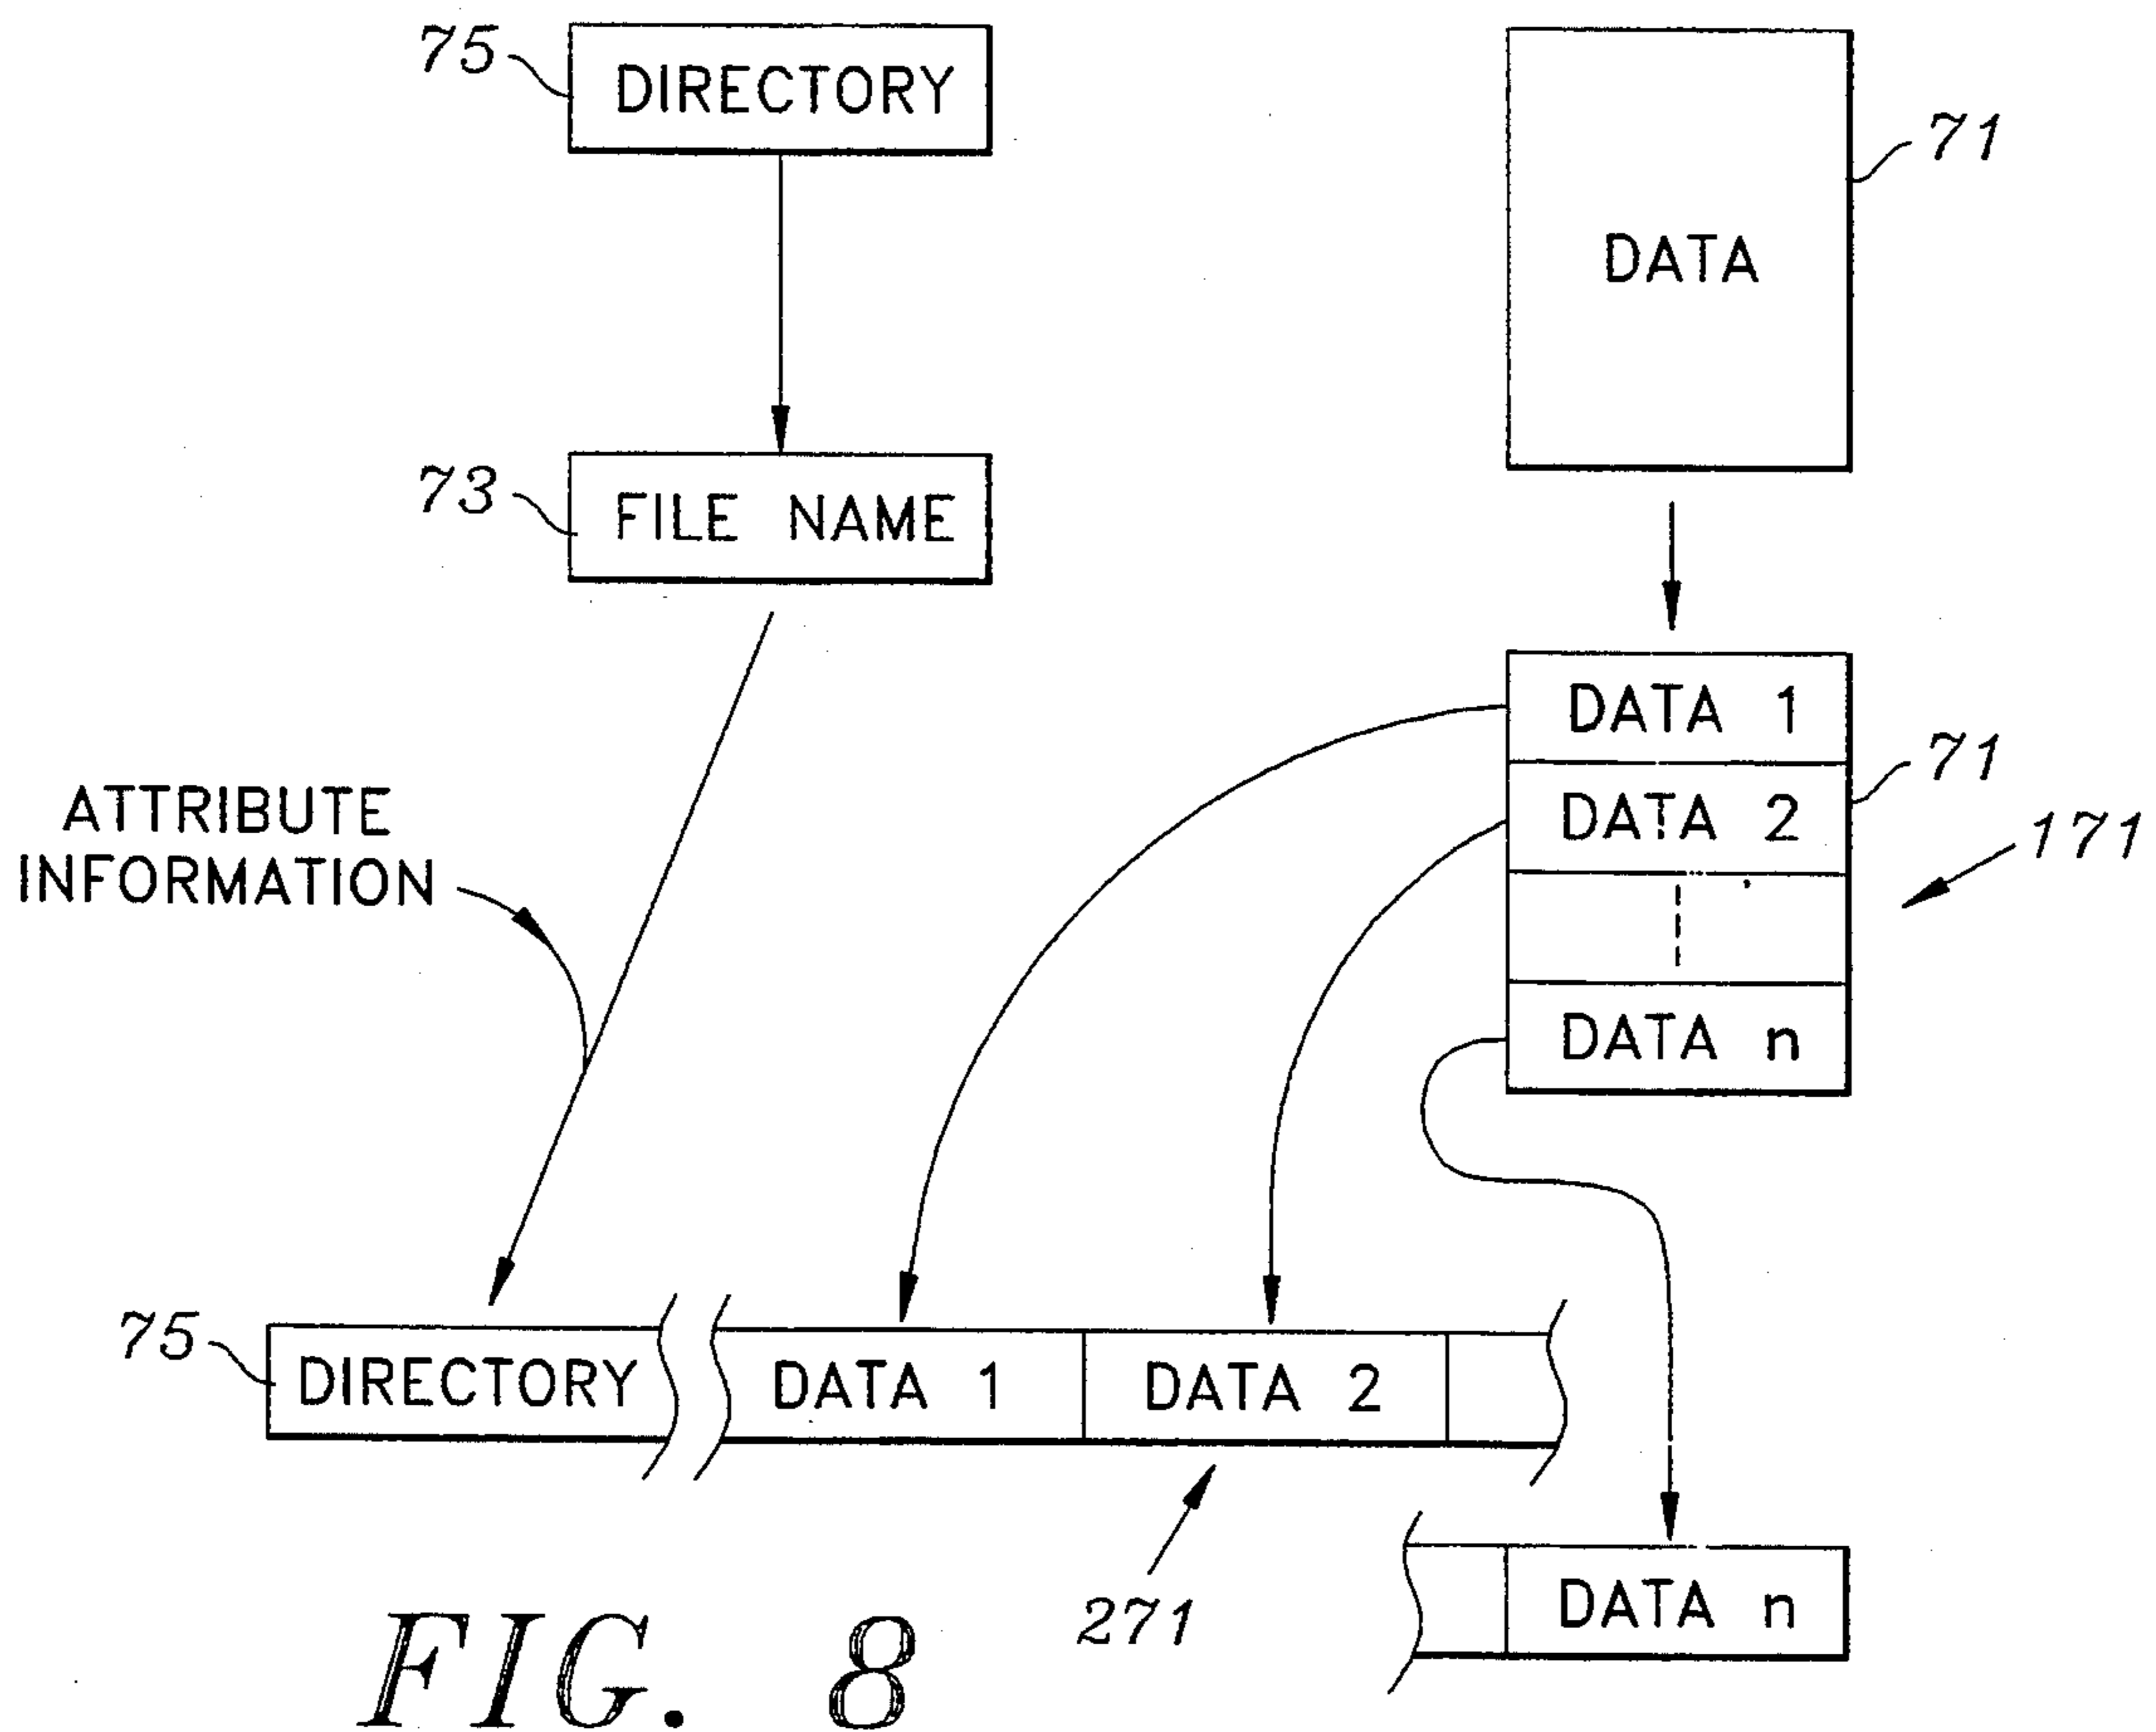 75
DIRECTORY
71
DATA
73
FILE NAME
DATA 1
71
DATA 2
171
ATTRIBUTE
INFORMATION
DATA n
75
DIRECTORY
DATA 1
DATA 2
271
DATA n
FIG. 8